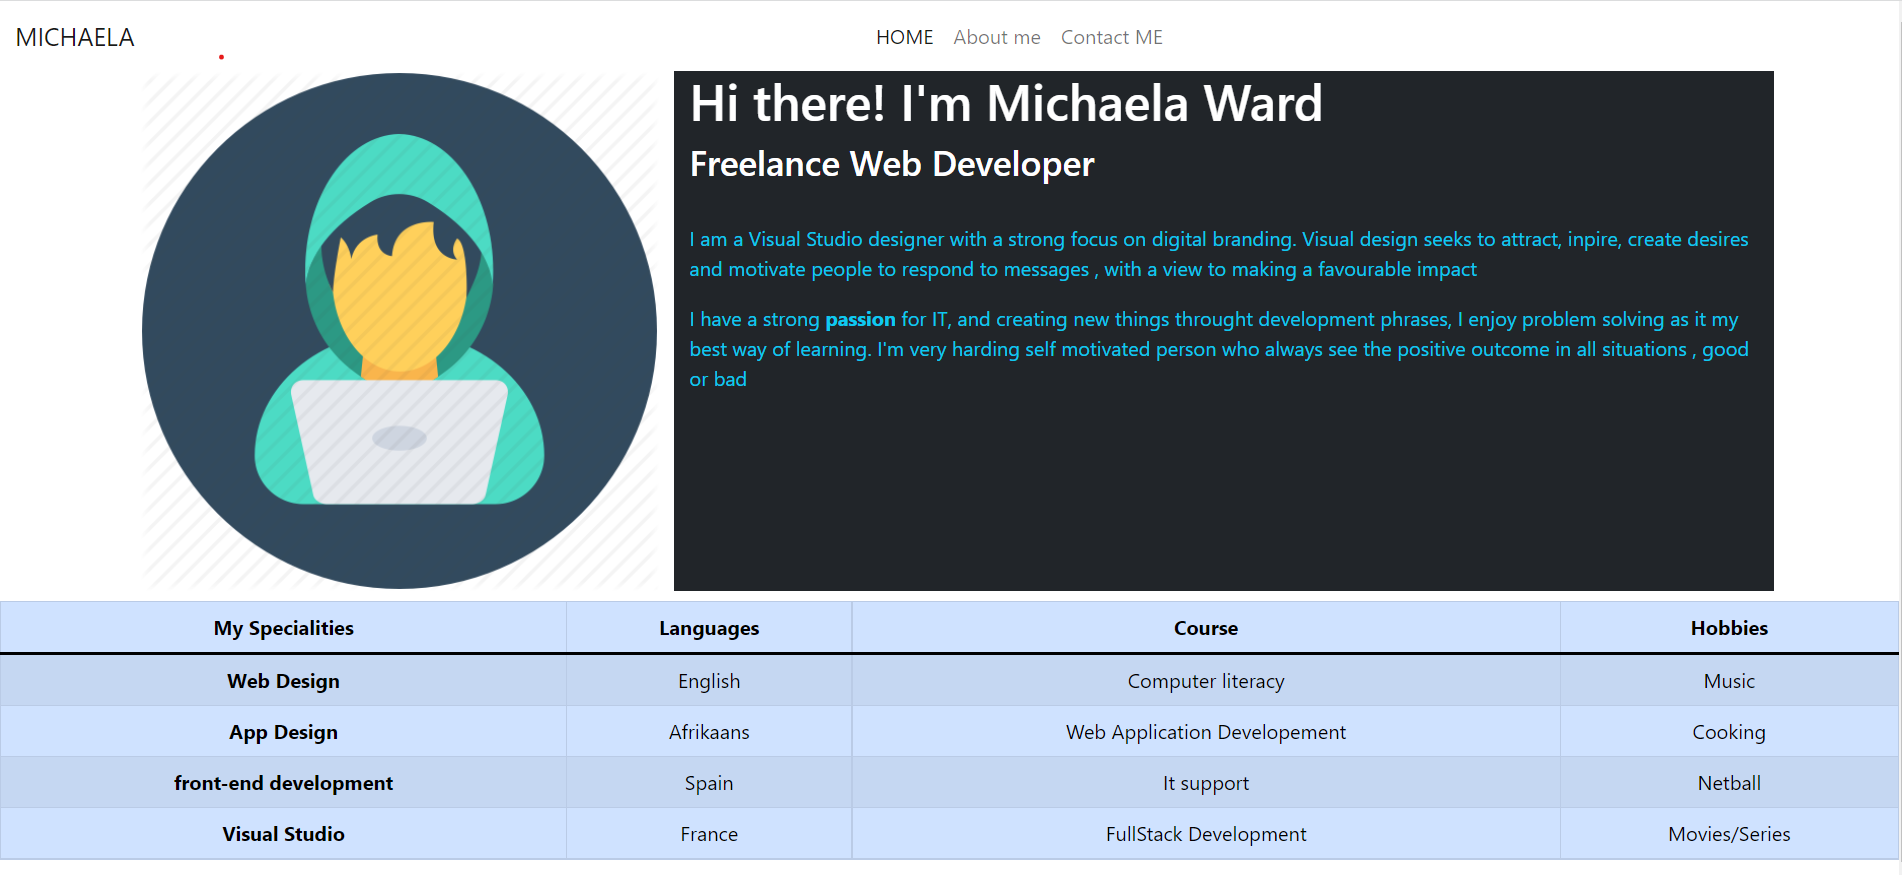 MICHAELA
HOME About me Contact ME
Hi there! I'm Michaela Ward
Freelance Web Developer
I am a Visual Studio designer with a strong focus on digital branding. Visual design seeks to attract, inpire, create desires
and motivate people to respond to messages , with a view to making a favourable impact
I have a strong passion for IT, and creating new things throught development phrases, I enjoy problem solving as it my
best way of learning. I'm very harding self motivated person who always see the positive outcome in all situations , good
or bad
My Specialities Languages Course Hobbies
Web Design English Computer literacy Music
App Design Afrikaans Web Application Developement Cooking
front-end development Spain It support Netball
Visual Studio France FullStack Development Movies/Series